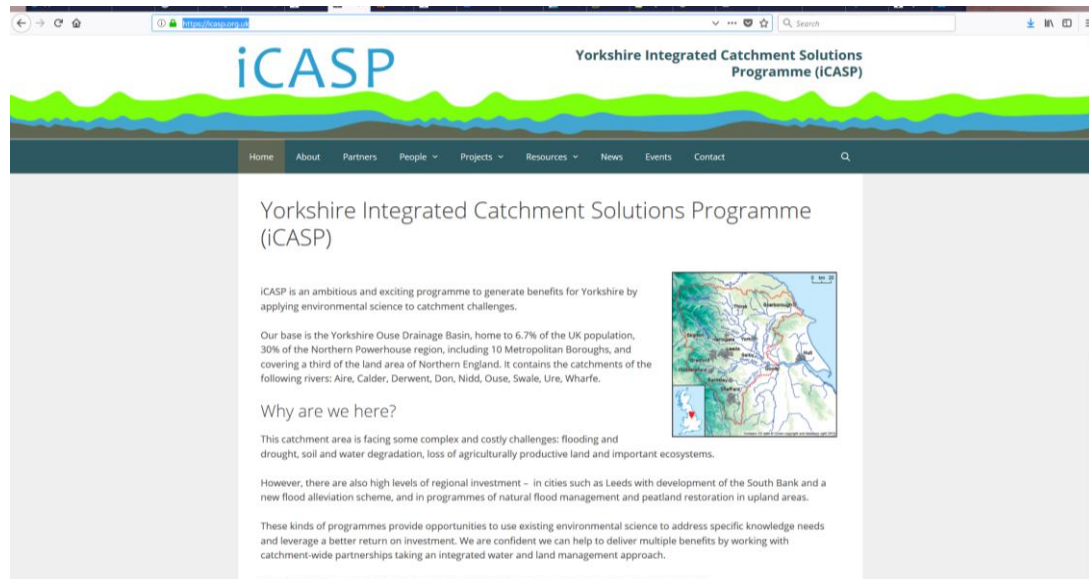 https://icasp.org.uk
Search
iCASP
Yorkshire Integrated Catchment Solutions
Programme (iCASP)
Home About Partners People Projects Resources News Events Contact
Yorkshire Integrated Catchment Solutions Programme
(iCASP)
iCASP is an ambitious and exciting programme to generate benefits for Yorkshire by
applying environmental science to catchment challenges.
Our base is the Yorkshire Ouse Drainage Basin, home to 6.7% of the UK population,
30% of the Northern Powerhouse region, including 10 Metropolitan Boroughs, and
covering a third of the land area of Northern England. It contains the catchments of the
following rivers: Aire, Calder, Derwent, Don, Nidd, Ouse, Swale, Ure, Wharfe.
Scarborough
York
Leeds
Hull
Why are we here?
This catchment area is facing some complex and costly challenges: flooding and
drought, soil and water degradation, loss of agriculturally productive land and important ecosystems.
However, there are also high levels of regional investment – in cities such as Leeds with development of the South Bank and a
new flood alleviation scheme, and in programmes of natural flood management and peatland restoration in upland areas.
These kinds of programmes provide opportunities to use existing environmental science to address specific knowledge needs
and leverage a better return on investment. We are confident we can help to deliver multiple benefits by working with
catchment-wide partnerships taking an integrated water and land management approach.